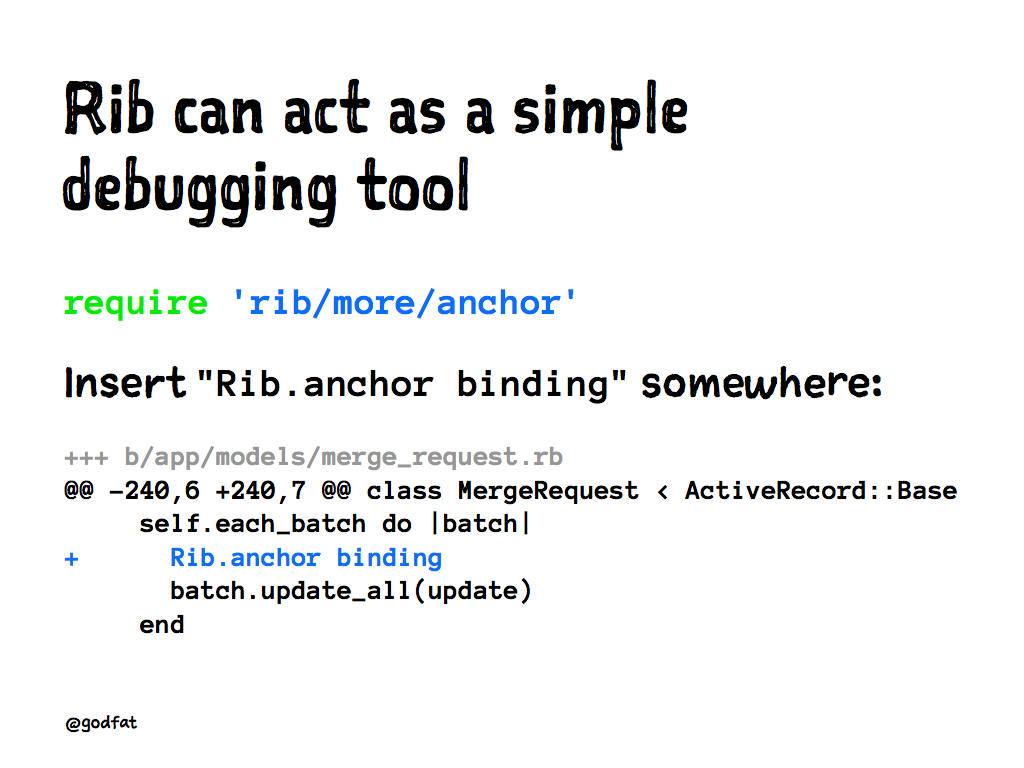 Rib can act as a simple
debugging tool
require 'rib/more/anchor'
Insert "Rib.anchor binding" somewhere:
+++ b/app/models/merge_request.rb
@@ -240,6 +240,7 @@ class MergeRequest < ActiveRecord::Base
     self.each_batch do |batch|
+      Rib.anchor binding
       batch.update_all(update)
     end
@godfat